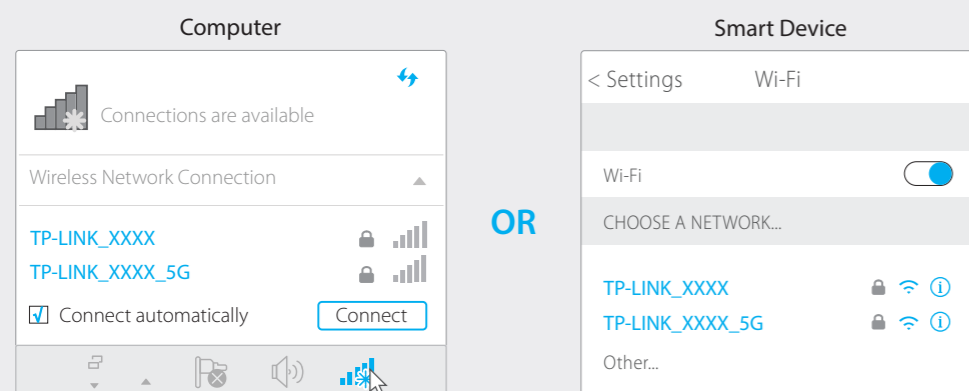 Computer
Connections are available
Wireless Network Connection
TP-LINK_XXXX
TP-LINK_XXXX_5G
Connect automatically
Connect
OR
Smart Device
< Settings
Wi-Fi
Wi-Fi
CHOOSE A NETWORK...
TP-LINK_XXXX
TP-LINK_XXXX_5G
Other...